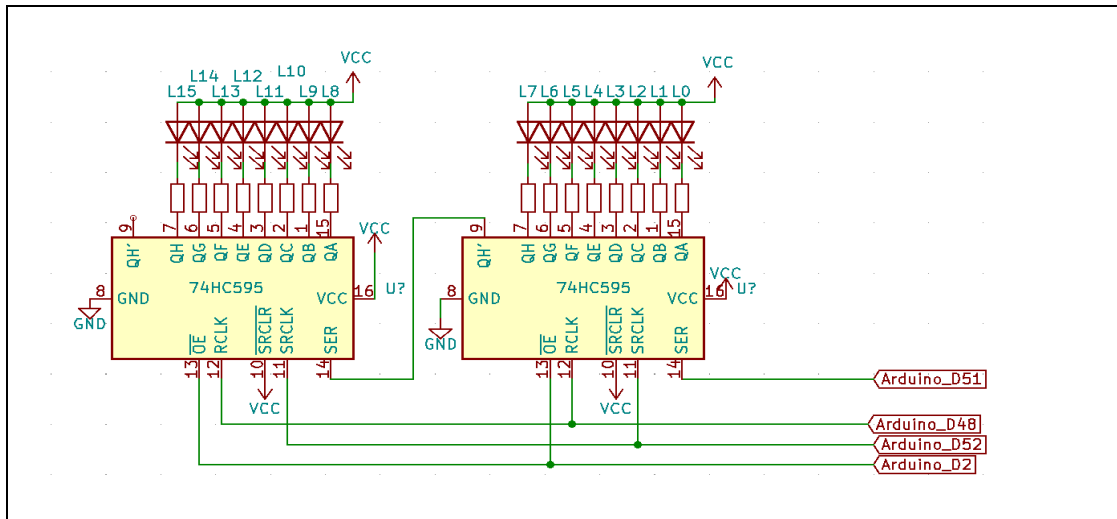 VCC
L14 L12 L10
L15 L13 L11 L9 L8
VCC
L7 L6 L5 L4 L3 L2 L1 L0
9 7 6 5 4 3 2 1 15
QH' QH QG QF QE QD QC QB QA
VCC
8 GND
GND
74HC595
VCC 16 U?
OE RCLK SRCLR SRCLK SER
13 12 10 11 14
VCC
9 7 6 5 4 3 2 1 15
QH' QH QG QF QE QD QC QB QA
VCC
8 GND
GND
74HC595
VCC 16 U?
OE RCLK SRCLR SRCLK SER
13 12 10 11 14
VCC
Arduino_D51
Arduino_D48
Arduino_D52
Arduino_D2